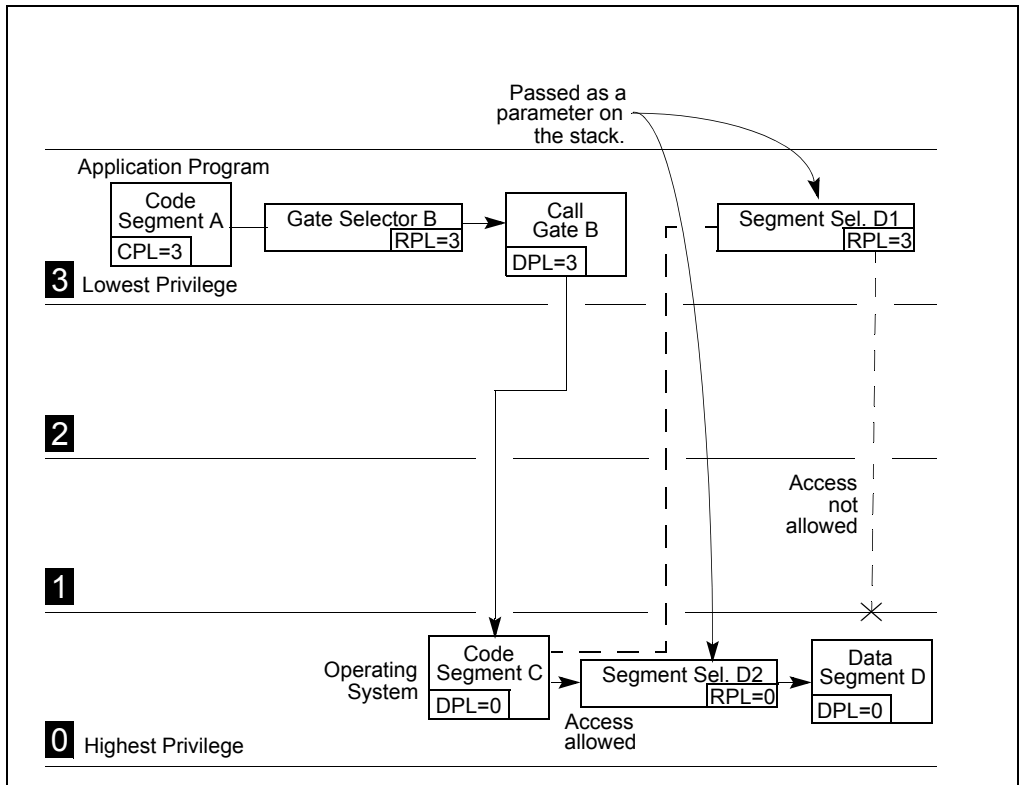 Passed as a
parameter on
the stack.
Application Program
Code
Segment A
CPL=3
Gate Selector B
RPL=3
Call
Gate B
DPL=3
Segment Sel. D1
RPL=3
3
Lowest Privilege
2
Access
not
allowed
1
Operating
System
Code
Segment C
DPL=0
Access
allowed
Segment Sel. D2
RPL=0
Data
Segment D
DPL=0
0
Highest Privilege